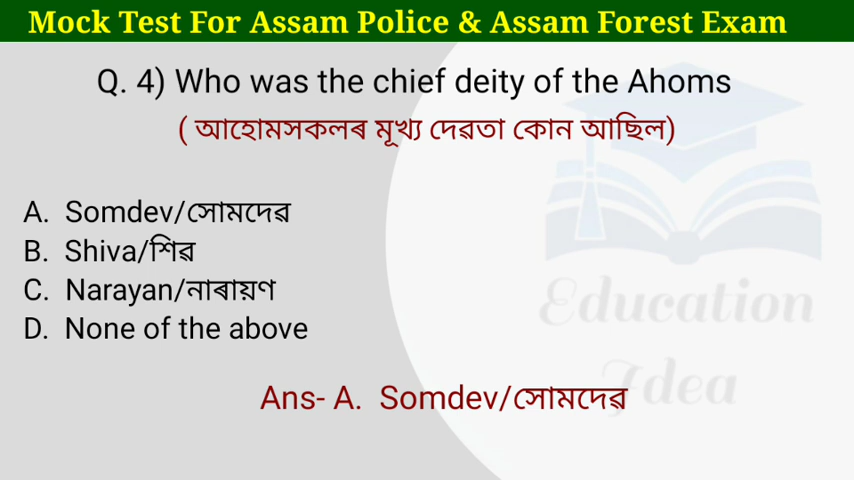 Mock Test For Assam Police & Assam Forest Exam
Q. 4) Who was the chief deity of the Ahoms
( আহোমসকলৰ মূখ্য দেৱতা কোন আছিল)
A. Somdev/সোমদেৱ
B. Shiva/শিৱ
C. Narayan/নাৰায়ণ
D. None of the above
Education
Idea
Ans- A. Somdev/সোমদেৱ